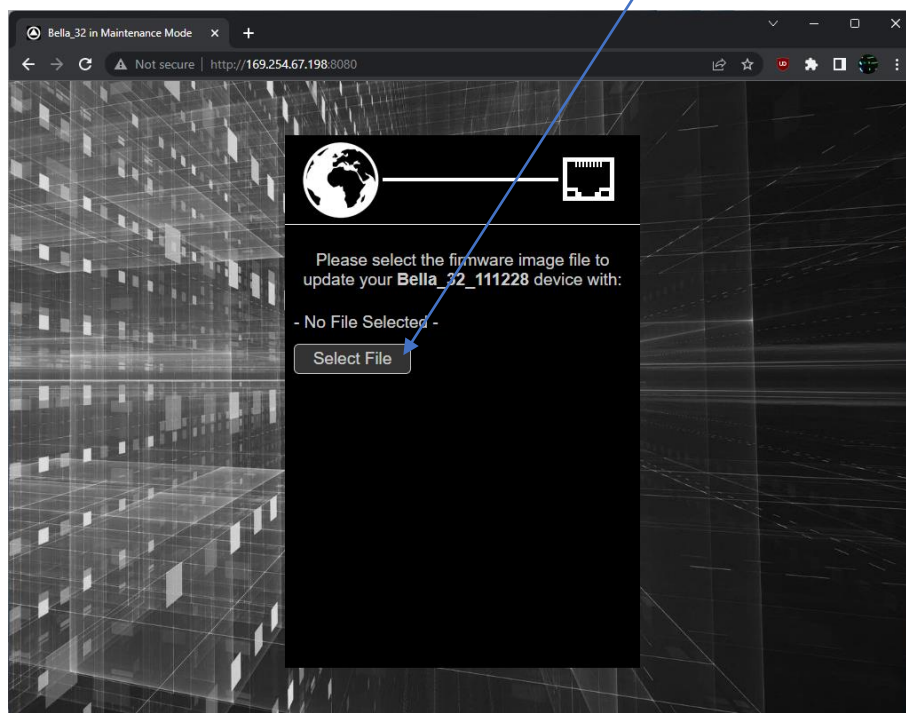 Bella_32 in Maintenance Mode
Not secure | http://169.254.67.198:8080
Please select the firmware image file to
update your Bella_32_111228 device with:
- No File Selected -
Select File